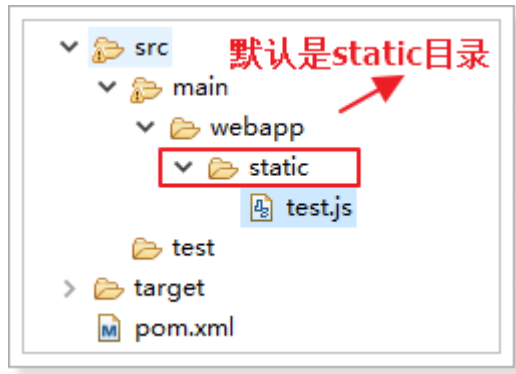 src
默认是static目录
main
webapp
static
test.js
test
target
pom.xml